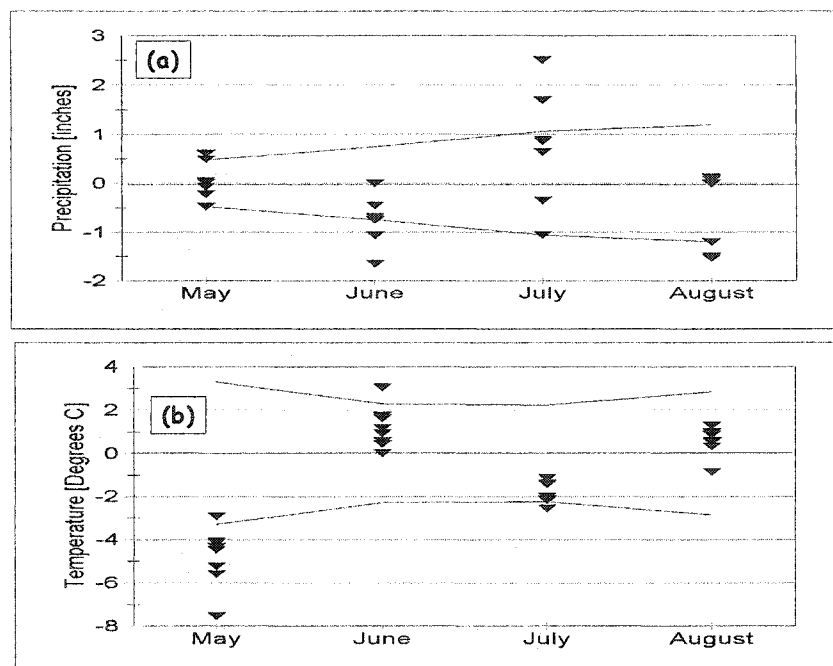 (a)
Precipitation [inches]
3
2
1
0
-1
-2
May June July August
(b)
Temperature [Degrees C]
4
2
0
-2
-4
-6
-8
May June July August